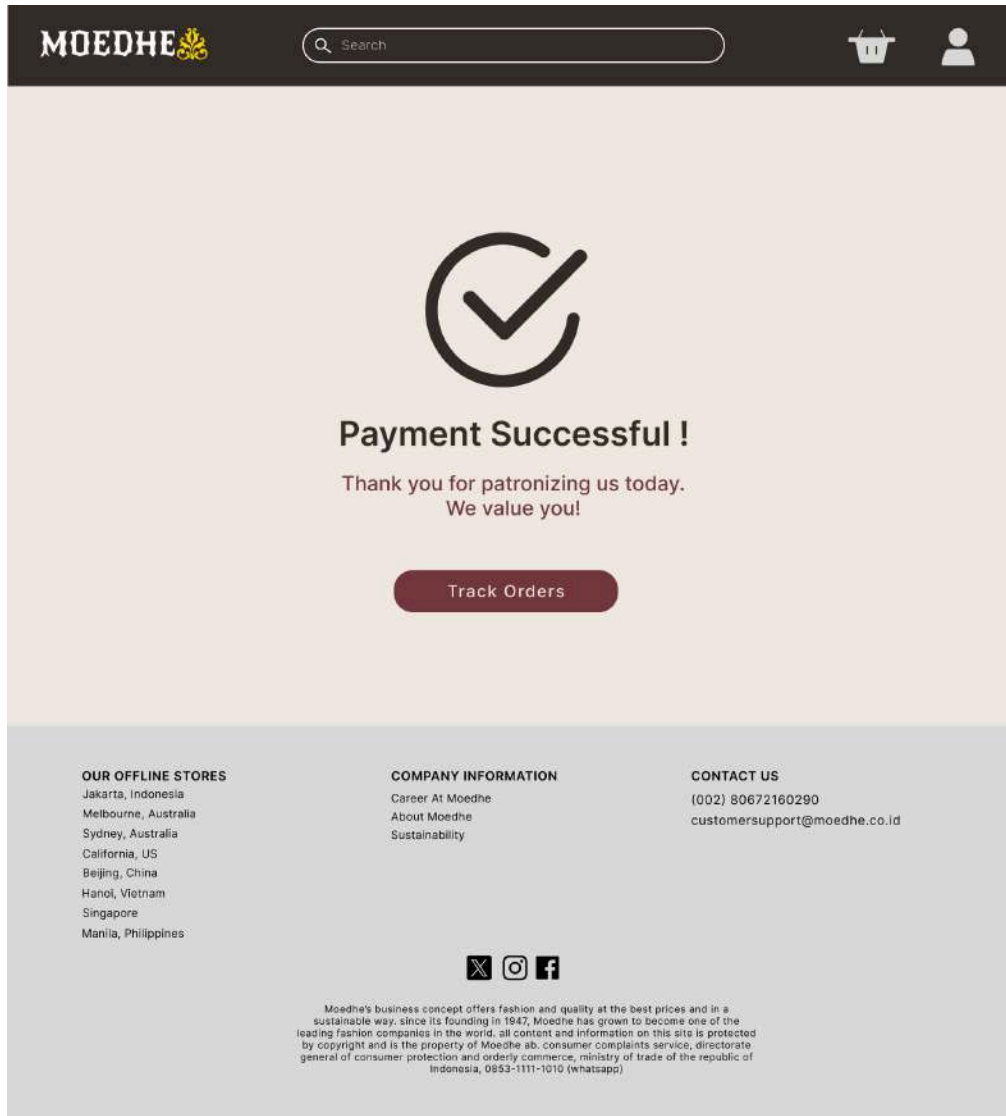 MOEDHE
Search
Payment Successful !
Thank you for patronizing us today.
We value you!
Track Orders
OUR OFFLINE STORES
Jakarta, Indonesia
Melbourne, Australia
Sydney, Australia
California, US
Beijing, China
Hanoi, Vietnam
Singapore
Manila, Philippines
COMPANY INFORMATION
Career At Moedhe
About Moedhe
Sustainability
CONTACT US
(002) 80672160290
customersupport@moedhe.co.id
Moedhe's business concept offers fashion and quality at the best prices and in a
sustainable way. since its founding in 1947, Moedhe has grown to become one of the
leading fashion companies in the world. all content and information on this site is protected
by copyright and is the property of Moedhe ab. consumer complaints service, directorate
general of consumer protection and orderly commerce, ministry of trade of the republic of
Indonesia, 0853-1111-1010 (whatsapp)